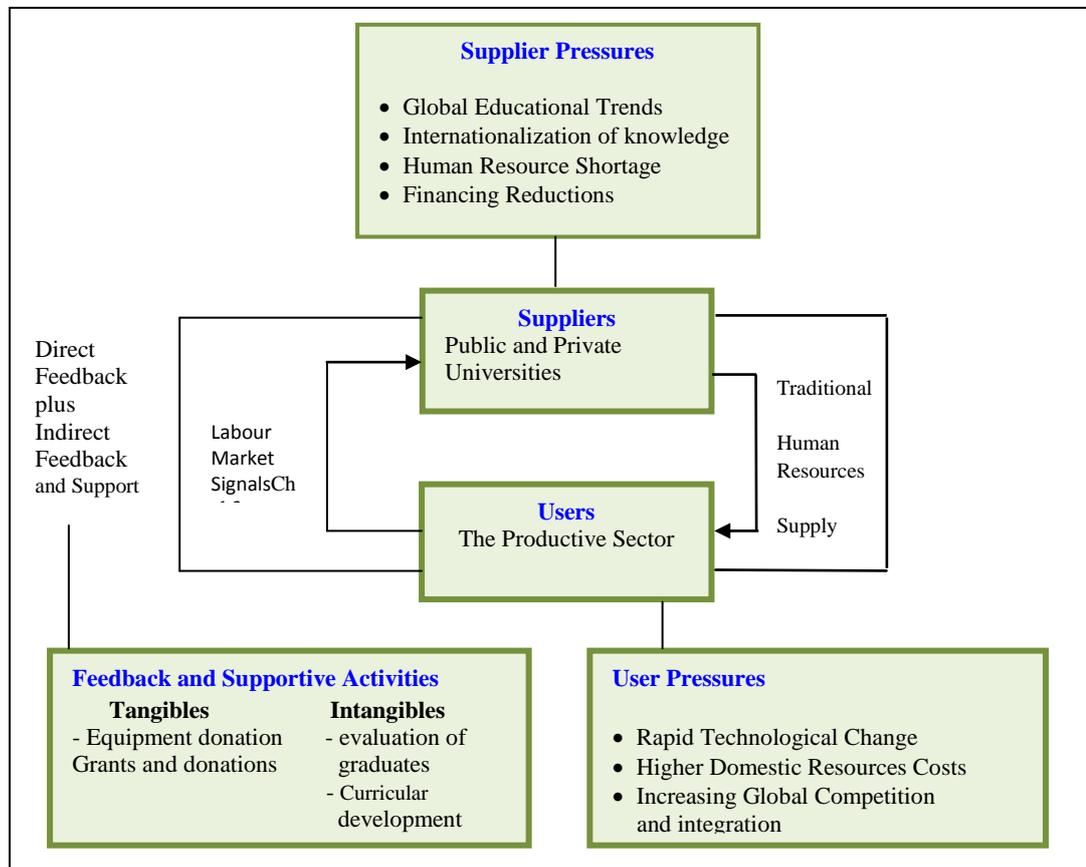 Supplier Pressures
• Global Educational Trends
• Internationalization of knowledge
• Human Resource Shortage
• Financing Reductions
Suppliers
Public and Private
Universities
Direct
Feedback
plus
Indirect
Feedback
and Support
Labour
Market
SignalsCh
Traditional
Human
Resources
Supply
Users
The Productive Sector
Feedback and Supportive Activities
Tangibles
- Equipment donation
Grants and donations
Intangibles
- evaluation of
graduates
- Curricular
development
User Pressures
• Rapid Technological Change
• Higher Domestic Resources Costs
• Increasing Global Competition
and integration